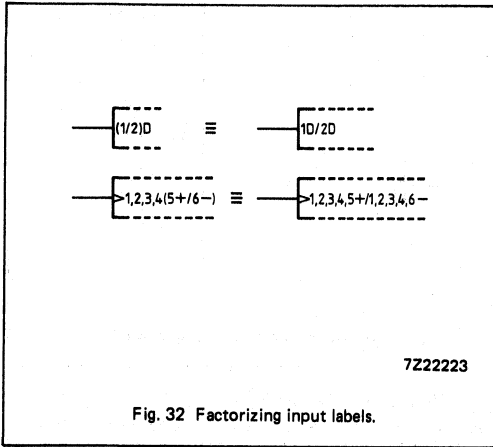 (1/2)D ≡ 1D/2D
>1,2,3,4(5+/6−) ≡ >1,2,3,4,5+/1,2,3,4,6−
7Z22223
Fig. 32 Factorizing input labels.